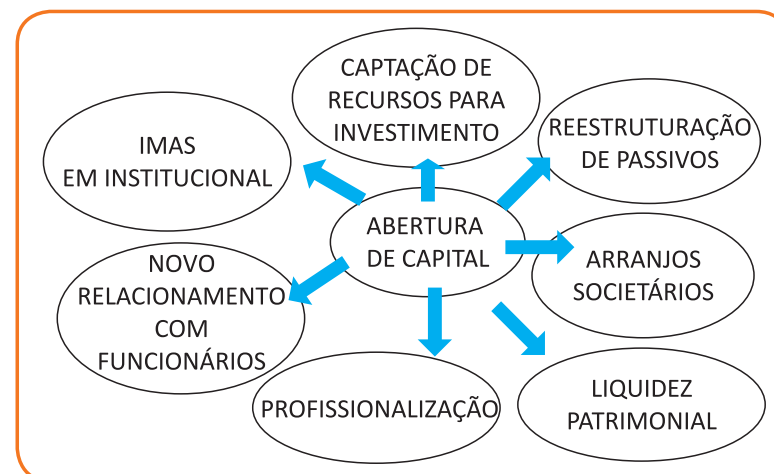 CAPTAÇÃO DE
RECURSOS PARA
INVESTIMENTO
REESTRUTURAÇÃO
DE PASSIVOS
IMAS
EM INSTITUCIONAL
ABERTURA
DE CAPITAL
ARRANJOS
SOCIETÁRIOS
NOVO
RELACIONAMENTO
COM
FUNCIONÁRIOS
PROFISSIONALIZAÇÃO
LIQUIDEZ
PATRIMONIAL